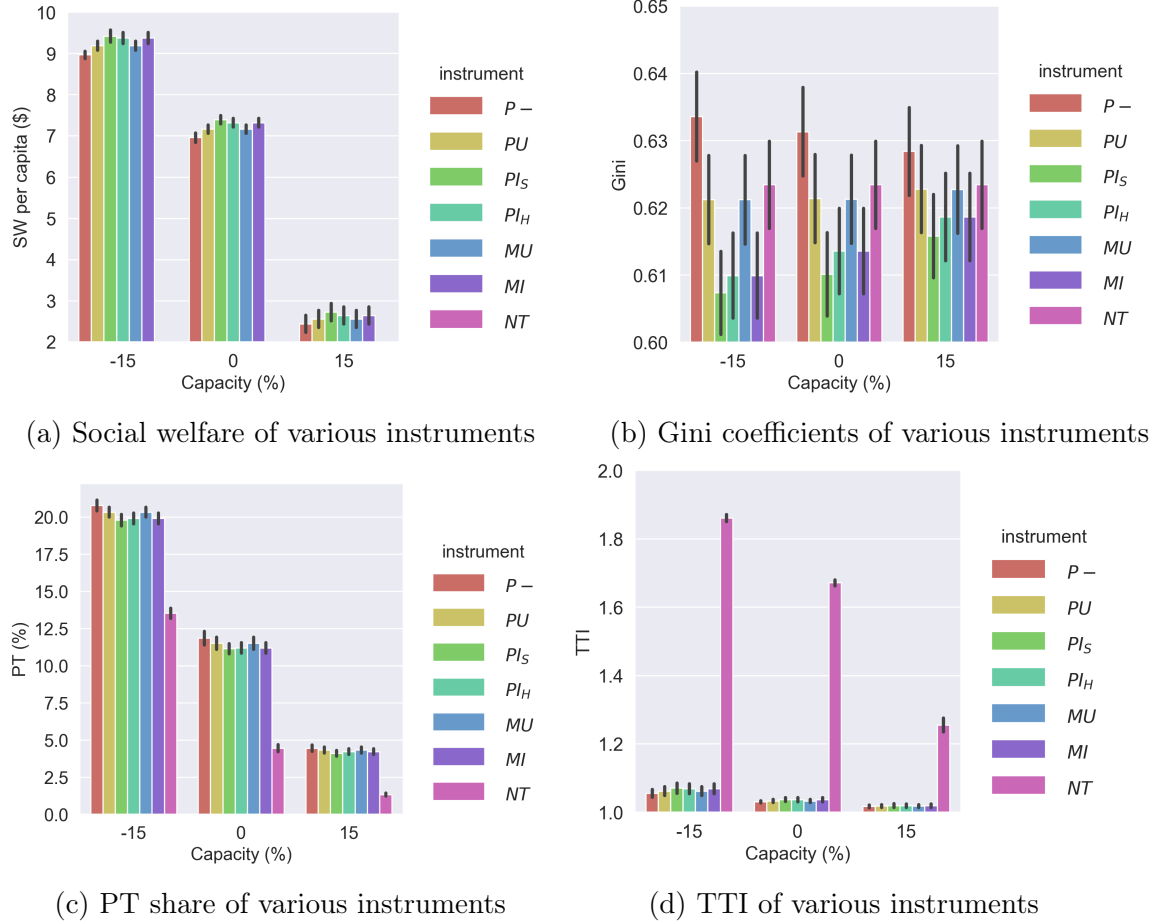 10
9
8
7
6
5
4
3
2
SW per capita ($)
-15 0 15
Capacity (%)
instrument
P −
PU
PI_S
PI_H
MU
MI
NT
(a) Social welfare of various instruments
0.65
0.64
0.63
0.62
0.61
0.60
Gini
-15 0 15
Capacity (%)
instrument
P −
PU
PI_S
PI_H
MU
MI
NT
(b) Gini coefficients of various instruments
20.0
17.5
15.0
12.5
10.0
7.5
5.0
2.5
0.0
PT (%)
-15 0 15
Capacity (%)
instrument
P −
PU
PI_S
PI_H
MU
MI
NT
(c) PT share of various instruments
2.0
1.8
1.6
1.4
1.2
1.0
TTI
-15 0 15
Capacity (%)
instrument
P −
PU
PI_S
PI_H
MU
MI
NT
(d) TTI of various instruments